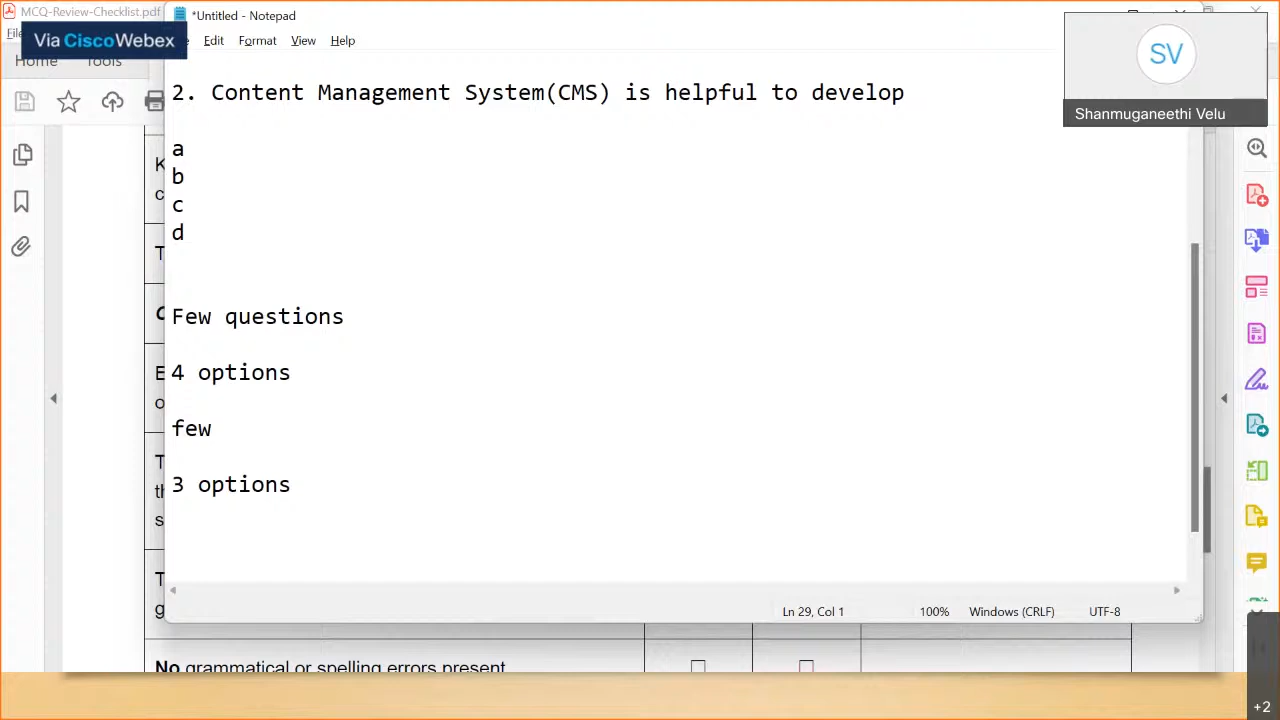 MCQ-Review-Checklist.pdf
*Untitled - Notepad
Via CiscoWebex
Edit Format View Help
Home Tools
SV
Shanmuganeethi Velu
2. Content Management System(CMS) is helpful to develop
a
b
c
d
Few questions
4 options
few
3 options
Ln 29, Col 1 100% Windows (CRLF) UTF-8
No grammatical or spelling errors present
+2